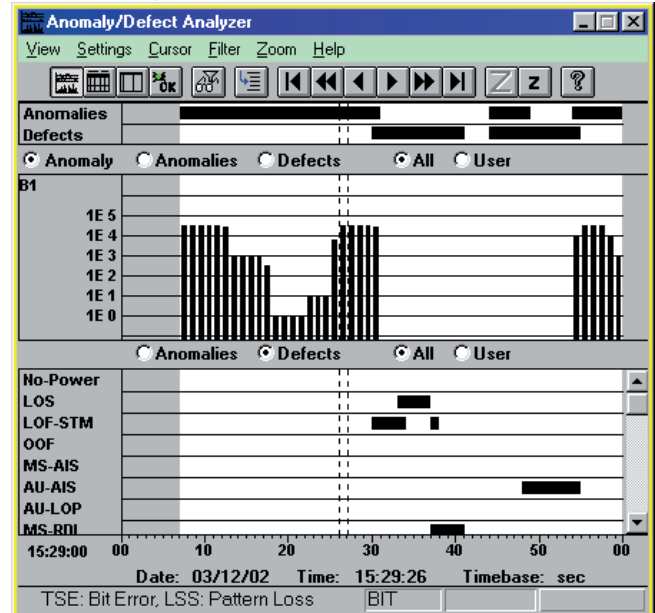 Anomaly/Defect Analyzer
View Settings Cursor Filter Zoom Help
OK Z z ?
Anomalies
Defects
Anomaly Anomalies Defects All User
B1
1E 5
1E 4
1E 3
1E 2
1E 1
1E 0
Anomalies Defects All User
No-Power
LOS
LOF-STM
OOF
MS-AIS
AU-AIS
AU-LOP
MS-RDI
15:29:00 00 10 20 30 40 50 00
Date: 03/12/02 Time: 15:29:26 Timebase: sec
TSE: Bit Error, LSS: Pattern Loss BIT